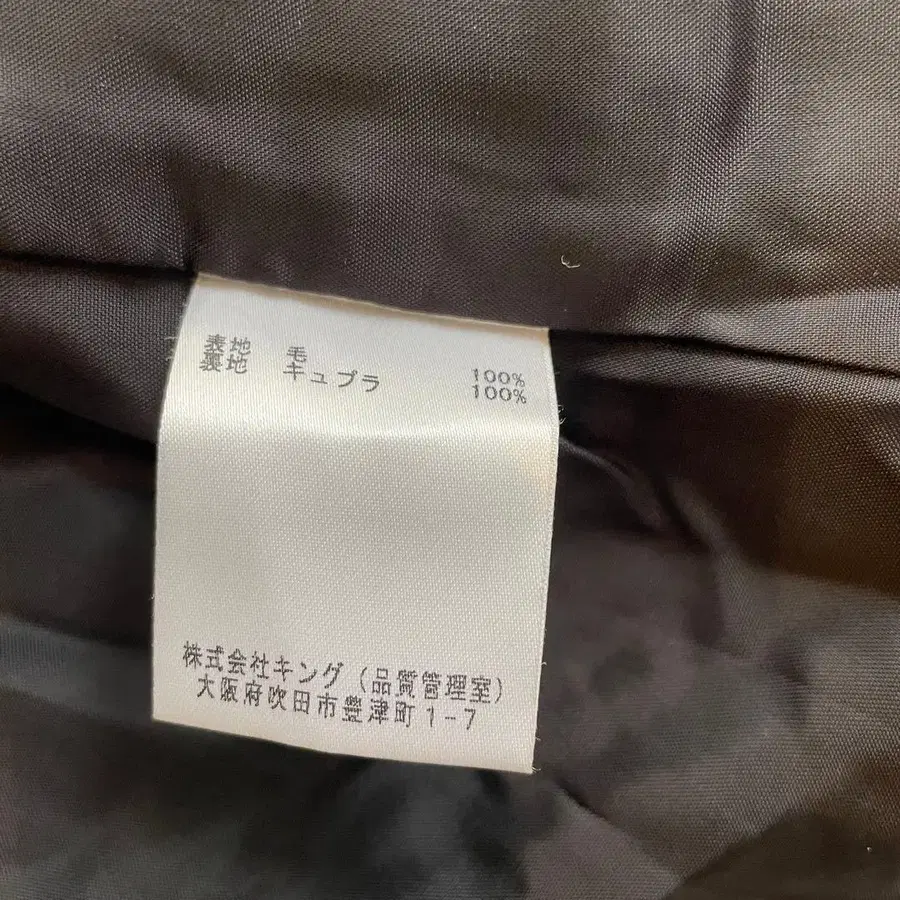 表地 毛 100%
裏地 キュプラ 100%
株式会社キング(品質管理室)
大阪府吹田市豊津町1-7